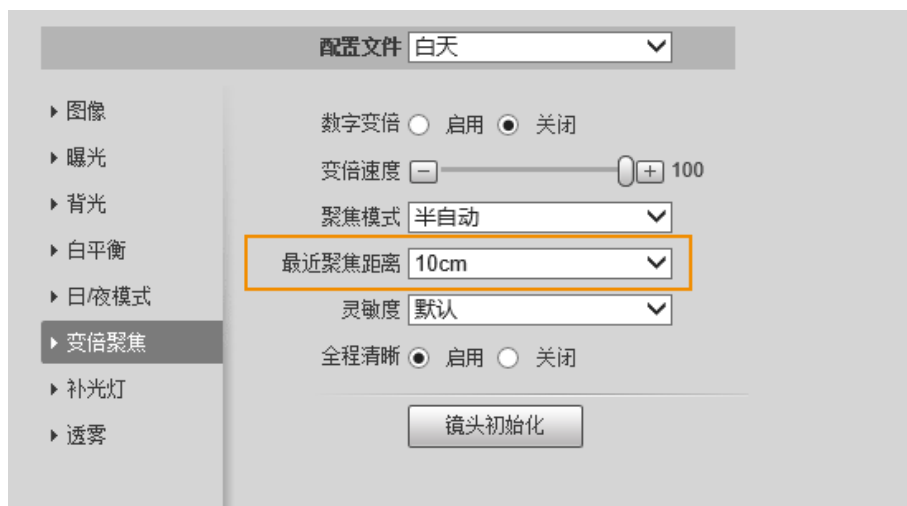 配置文件 白天
图像
曝光
背光
白平衡
日/夜模式
变倍聚焦
补光灯
透雾
数字变倍 启用 关闭
变倍速度 100
聚焦模式 半自动
最近聚焦距离 10cm
灵敏度 默认
全程清晰 启用 关闭
镜头初始化